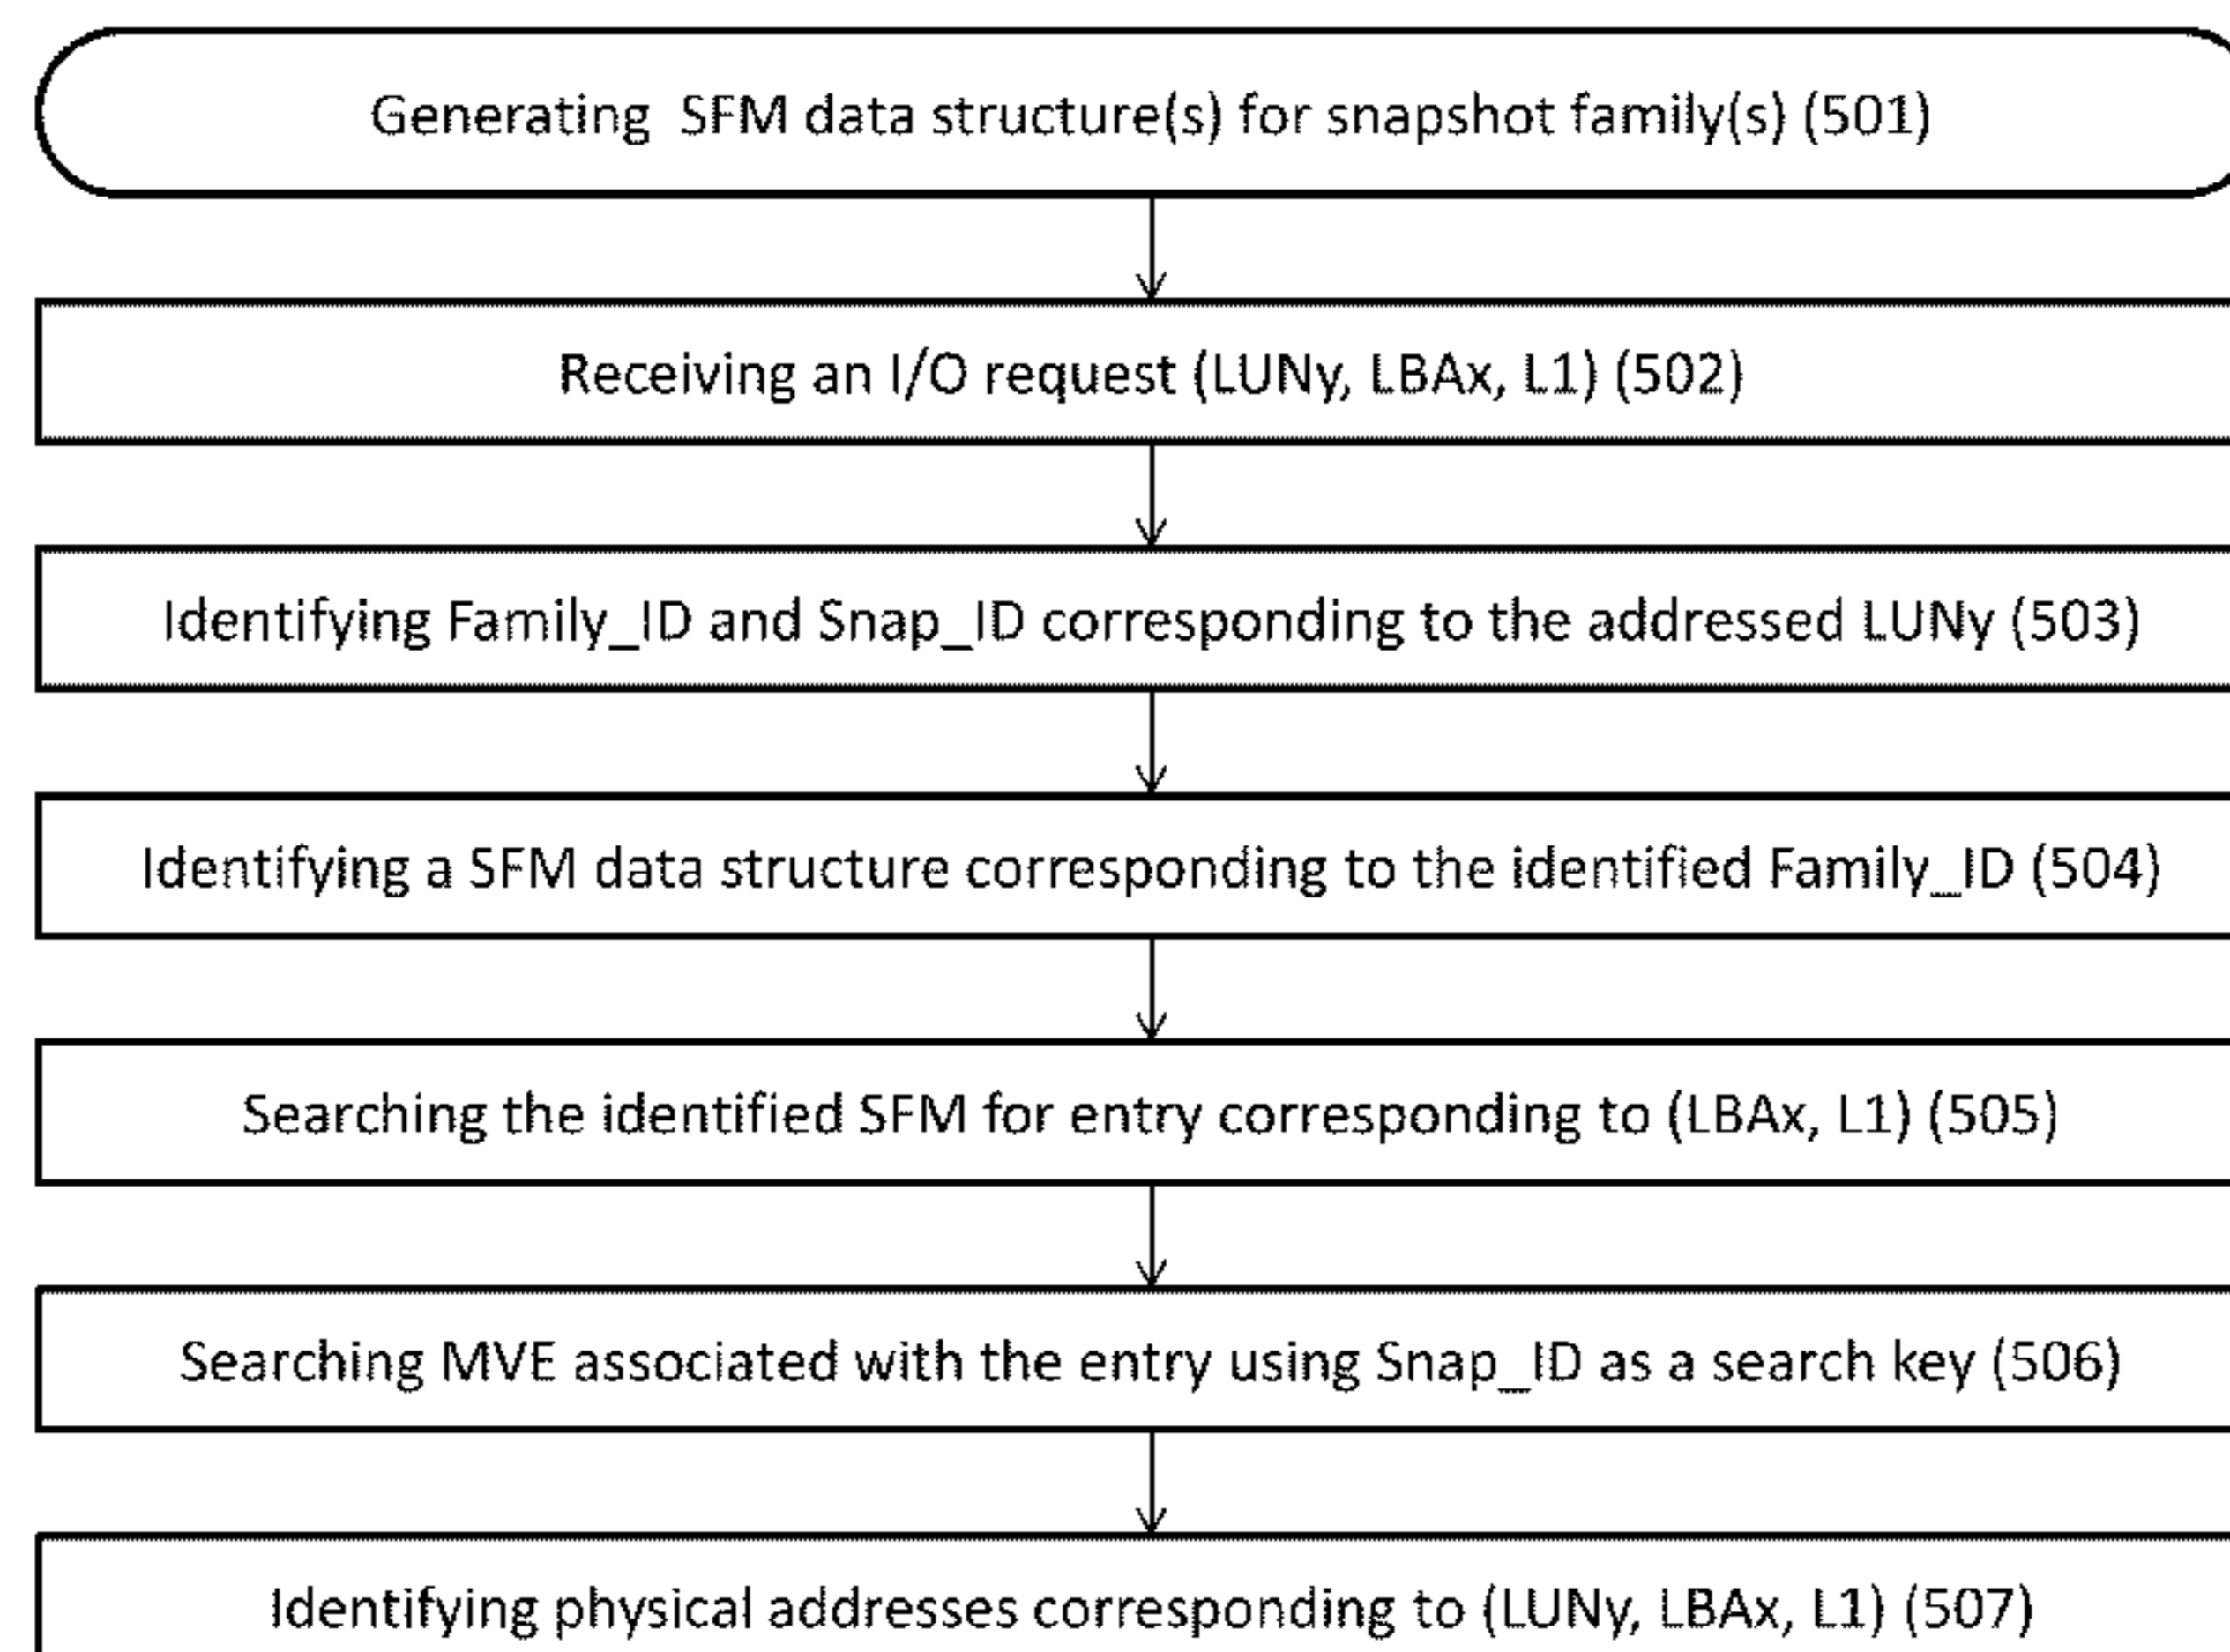 Generating SFM data structure(s) for snapshot family(s) (501)
Receiving an I/O request (LUNy, LBAx, L1) (502)
Identifying Family_ID and Snap_ID corresponding to the addressed LUNy (503)
Identifying a SFM data structure corresponding to the identified Family_ID (504)
Searching the identified SFM for entry corresponding to (LBAx, L1) (505)
Searching MVE associated with the entry using Snap_ID as a search key (506)
Identifying physical addresses corresponding to (LUNy, LBAx, L1) (507)